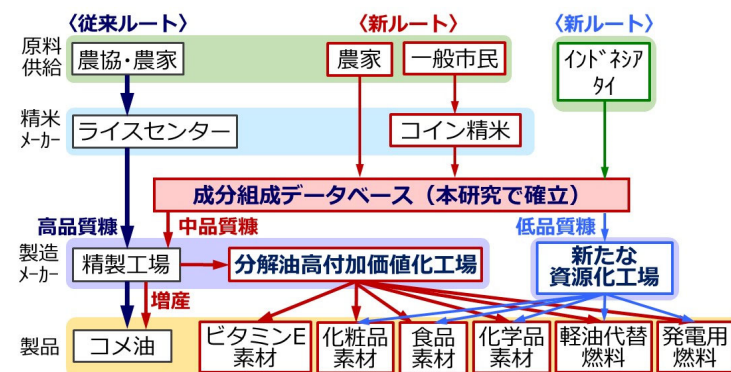 〈従来ルート〉
〈新ルート〉
〈新ルート〉
原料
供給
農協・農家
農家
一般市民
インドネシア
タイ
精米
メーカー
ライスセンター
コイン精米
成分組成データベース（本研究で確立）
高品質糠
中品質糠
低品質糠
製造
メーカー
精製工場
分解油高付加価値化工場
新たな
資源化工場
増産
製品
コメ油
ビタミンE
素材
化粧品
素材
食品
素材
化学品
素材
軽油代替
燃料
発電用
燃料